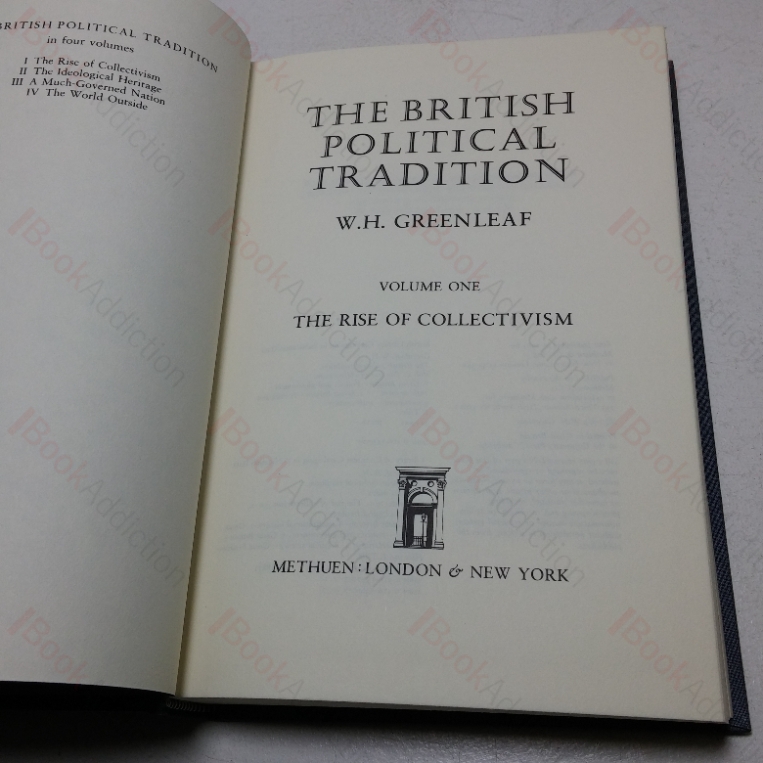 BRITISH POLITICAL TRADITION
in four volumes
I The Rise of Collectivism
II The Ideological Heritage
III A Much-Governed Nation
IV The World Outside
THE BRITISH
POLITICAL
TRADITION
W.H. GREENLEAF
VOLUME ONE
THE RISE OF COLLECTIVISM
METHUEN: LONDON & NEW YORK
BookAddiction